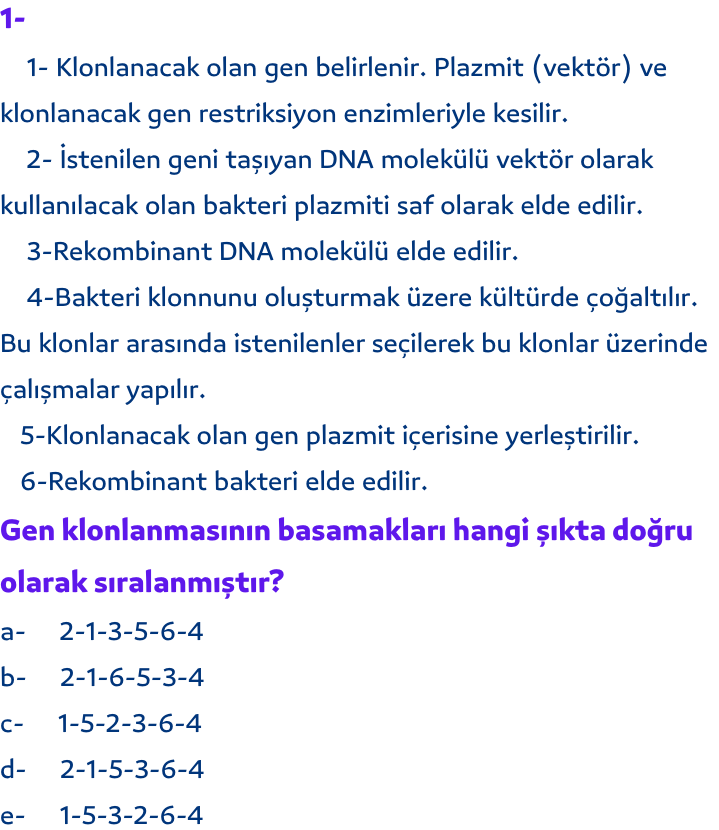 1-
1- Klonlanacak olan gen belirlenir. Plazmit (vektör) ve
klonlanacak gen restriksiyon enzimleriyle kesilir.
2- İstenilen geni taşıyan DNA molekülü vektör olarak
kullanılacak olan bakteri plazmiti saf olarak elde edilir.
3-Rekombinant DNA molekülü elde edilir.
4-Bakteri klonnunu oluşturmak üzere kültürde çoğaltılır.
Bu klonlar arasında istenilenler seçilerek bu klonlar üzerinde
çalışmalar yapılır.
5-Klonlanacak olan gen plazmit içerisine yerleştirilir.
6-Rekombinant bakteri elde edilir.
Gen klonlanmasının basamakları hangi şıkta doğru
olarak sıralanmıştır?
a- 2-1-3-5-6-4
b- 2-1-6-5-3-4
c- 1-5-2-3-6-4
d- 2-1-5-3-6-4
e- 1-5-3-2-6-4